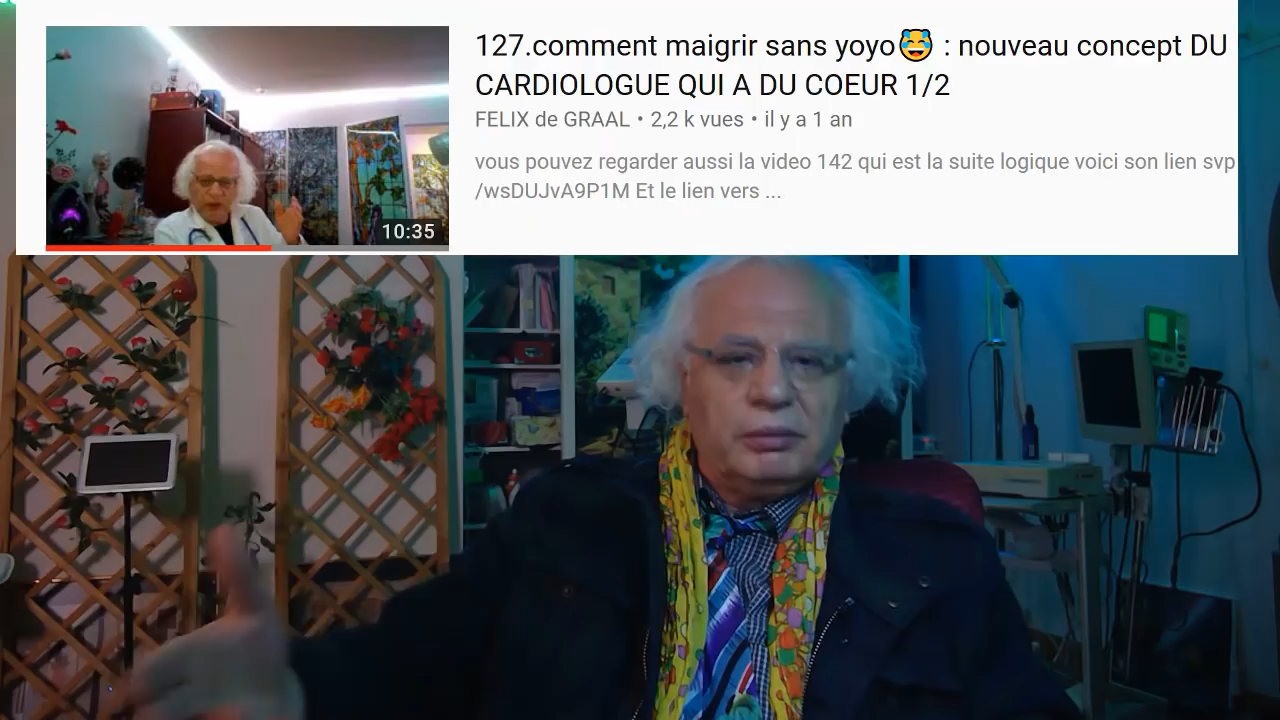 127.comment maigrir sans yoyo😹 : nouveau concept DU
CARDIOLOGUE QUI A DU COEUR 1/2
FELIX de GRAAL • 2,2 k vues • il y a 1 an
vous pouvez regarder aussi la video 142 qui est la suite logique voici son lien svp
/wsDUJvA9P1M Et le lien vers ...
10:35